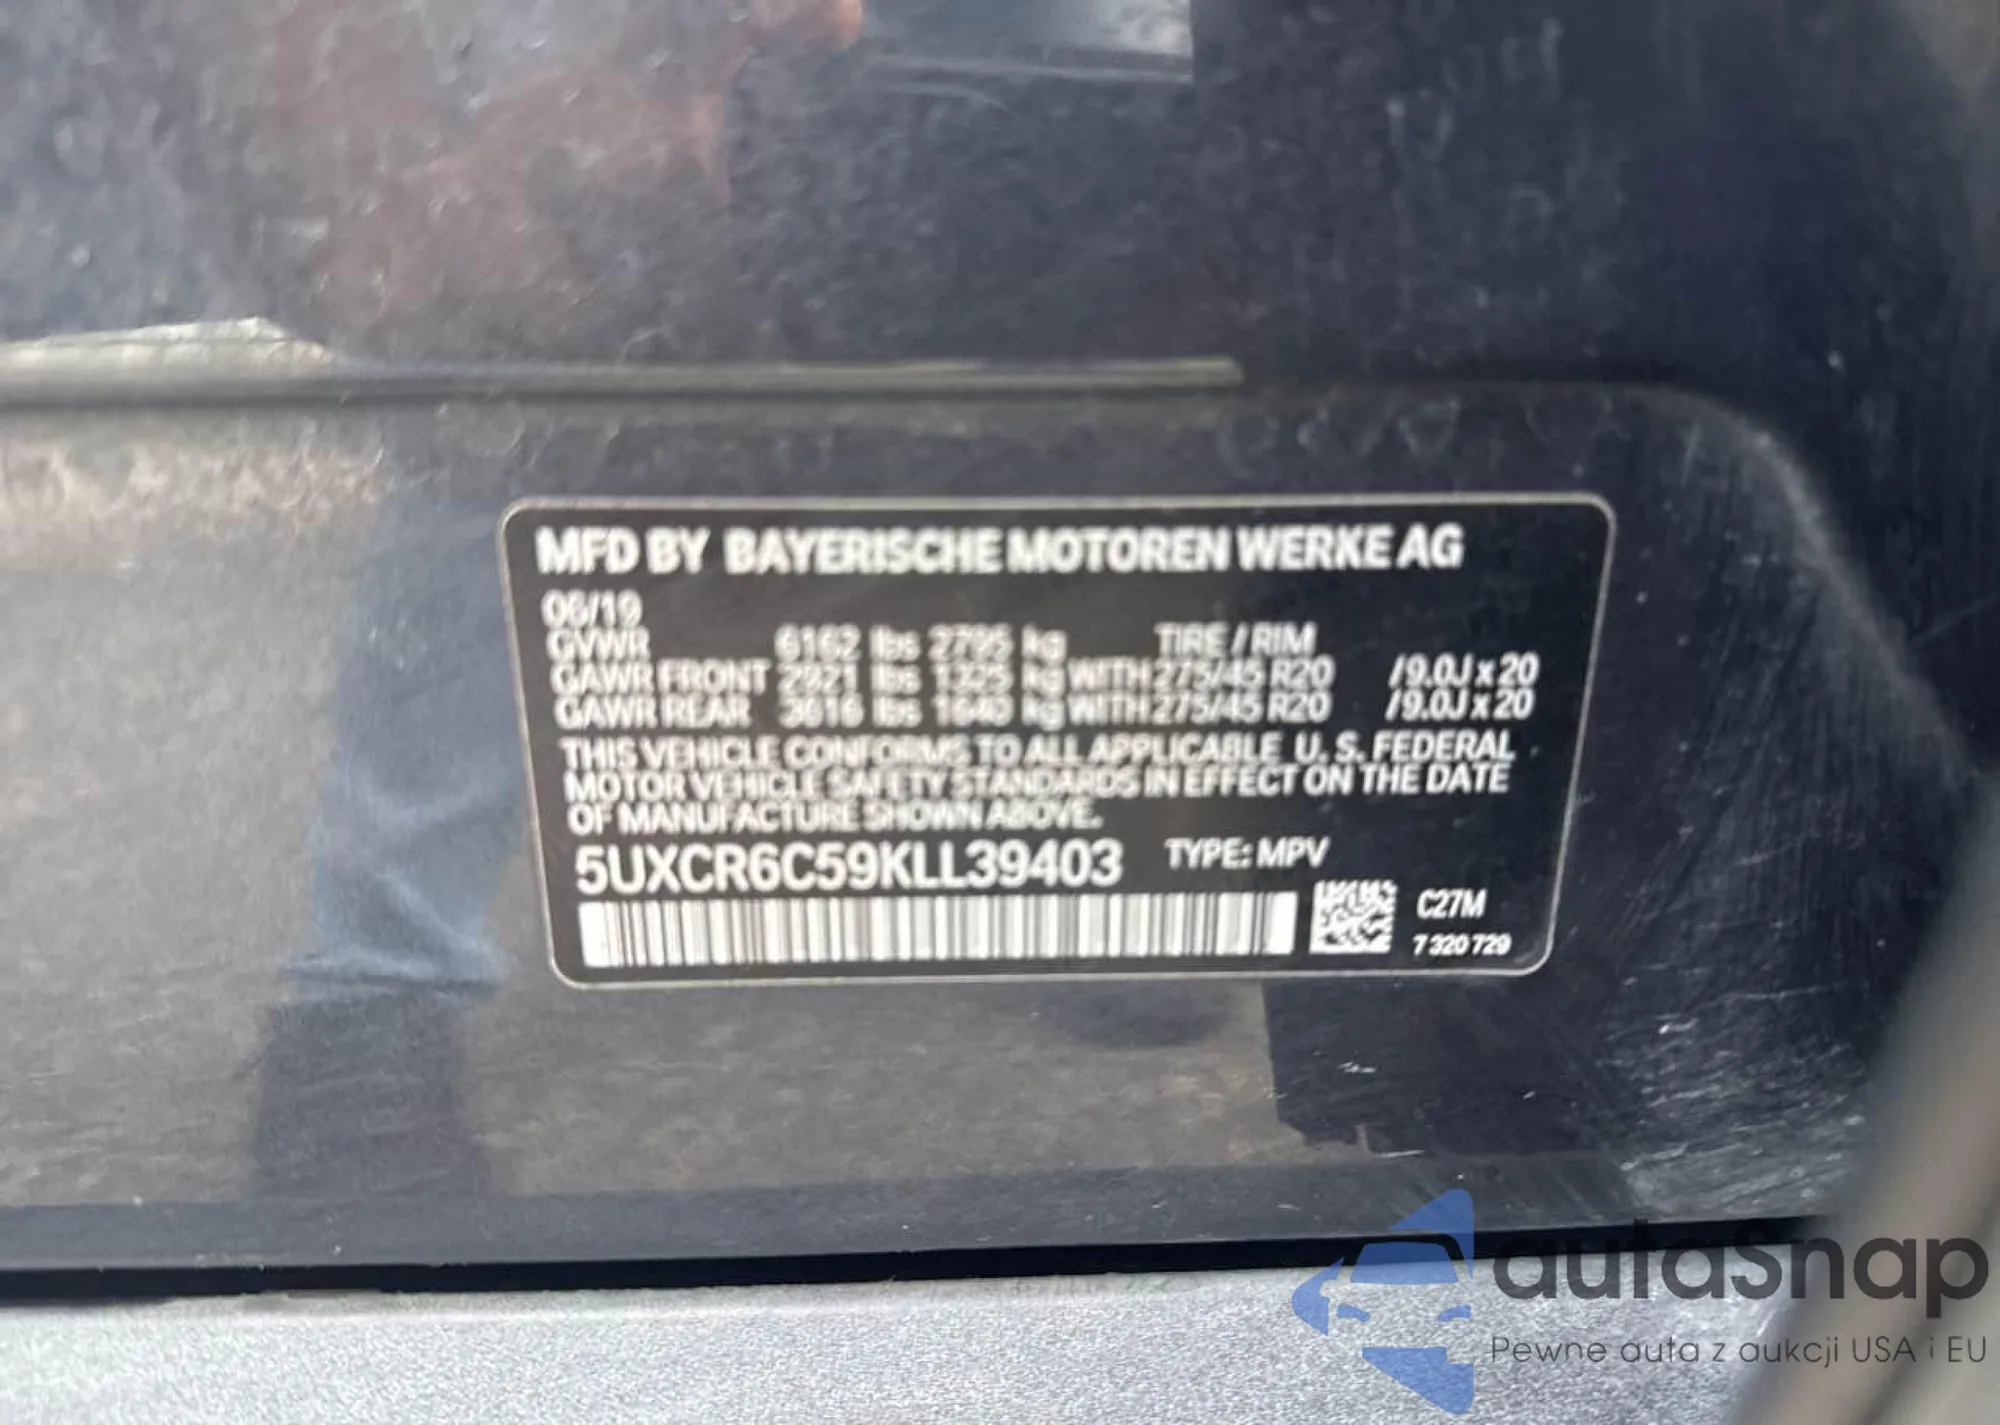 MFD BY BAYERISCHE MOTOREN WERKE AG
06/19
GVWR 6162 lbs 2795 kg TIRE / RIM
GAWR FRONT 2921 lbs 1325 kg WITH 275/45 R20 /9.0J x 20
GAWR REAR 3616 lbs 1640 kg WITH 275/45 R20 /9.0J x 20
THIS VEHICLE CONFORMS TO ALL APPLICABLE U. S. FEDERAL
MOTOR VEHICLE SAFETY STANDARDS IN EFFECT ON THE DATE
OF MANUFACTURE SHOWN ABOVE.
5UXCR6C59KLL39403 TYPE: MPV
C27M
7 320 729
autaSnap
Pewne auta z aukcji USA i EU